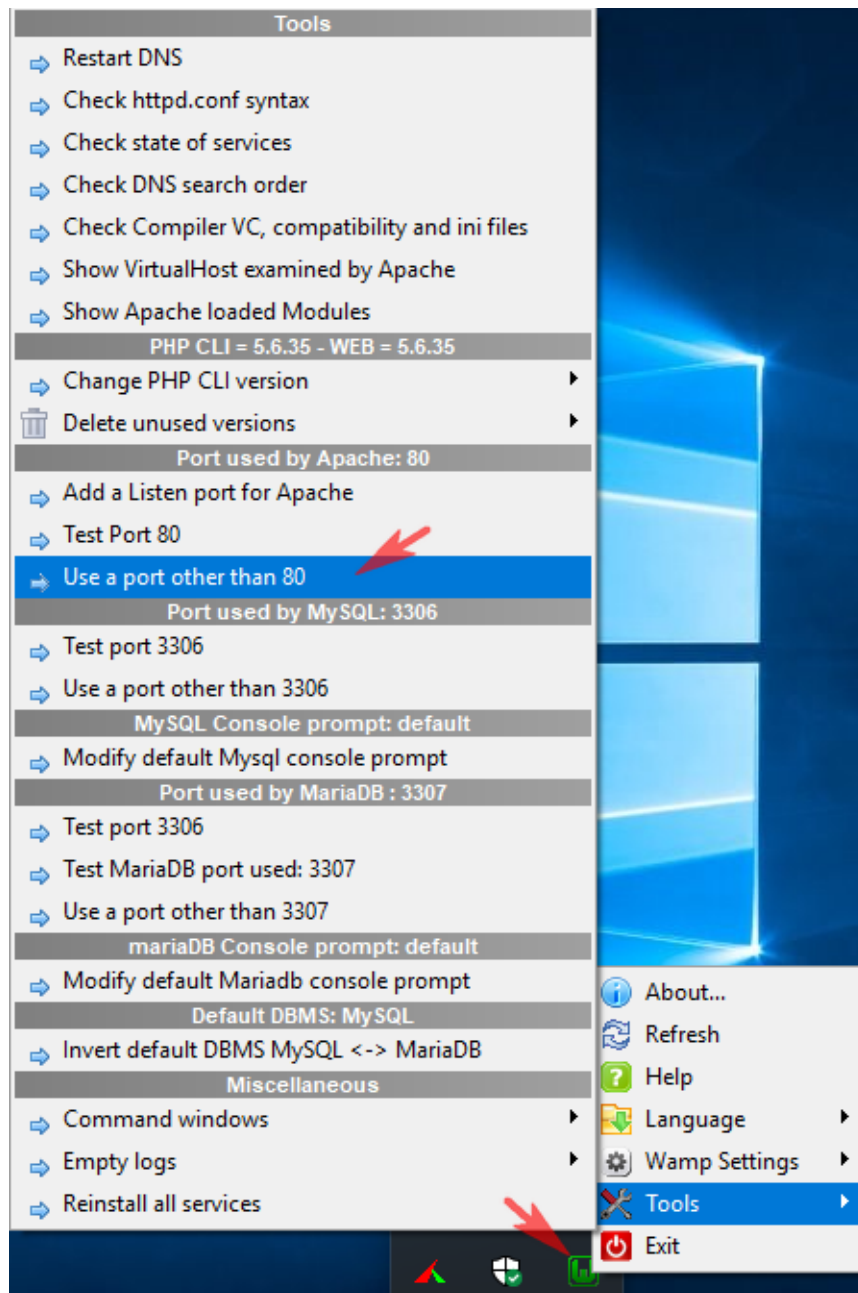 Tools
Restart DNS
Check httpd.conf syntax
Check state of services
Check DNS search order
Check Compiler VC, compatibility and ini files
Show VirtualHost examined by Apache
Show Apache loaded Modules
PHP CLI = 5.6.35 - WEB = 5.6.35
Change PHP CLI version
Delete unused versions
Port used by Apache: 80
Add a Listen port for Apache
Test Port 80
Use a port other than 80
Port used by MySQL: 3306
Test port 3306
Use a port other than 3306
MySQL Console prompt: default
Modify default Mysql console prompt
Port used by MariaDB : 3307
Test port 3306
Test MariaDB port used: 3307
Use a port other than 3307
mariaDB Console prompt: default
Modify default Mariadb console prompt
Default DBMS: MySQL
Invert default DBMS MySQL <-> MariaDB
Miscellaneous
Command windows
Empty logs
Reinstall all services
About...
Refresh
Help
Language
Wamp Settings
Tools
Exit